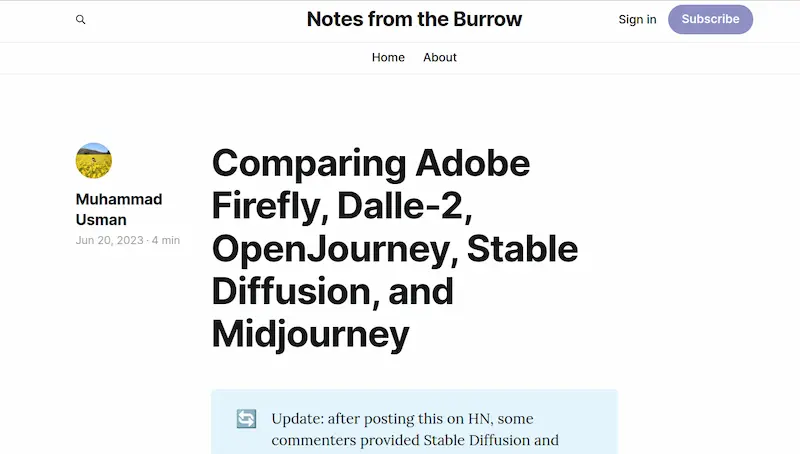 Notes from the Burrow
Sign in
Subscribe
Home
About
Muhammad
Usman
Jun 20, 2023 · 4 min
Comparing Adobe
Firefly, Dalle-2,
OpenJourney, Stable
Diffusion, and
Midjourney
Update: after posting this on HN, some
commenters provided Stable Diffusion and